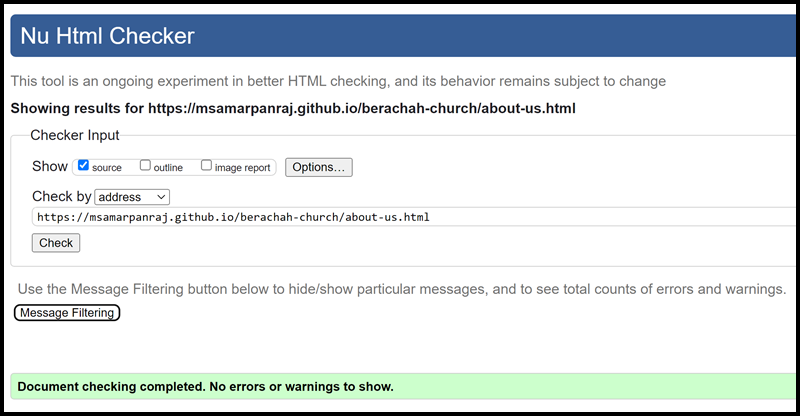 Nu Html Checker
This tool is an ongoing experiment in better HTML checking, and its behavior remains subject to change
Showing results for https://msamarpanraj.github.io/berachah-church/about-us.html
Checker Input
Show source outline image report Options...
Check by address
https://msamarpanraj.github.io/berachah-church/about-us.html
Check
Use the Message Filtering button below to hide/show particular messages, and to see total counts of errors and warnings.
Message Filtering
Document checking completed. No errors or warnings to show.